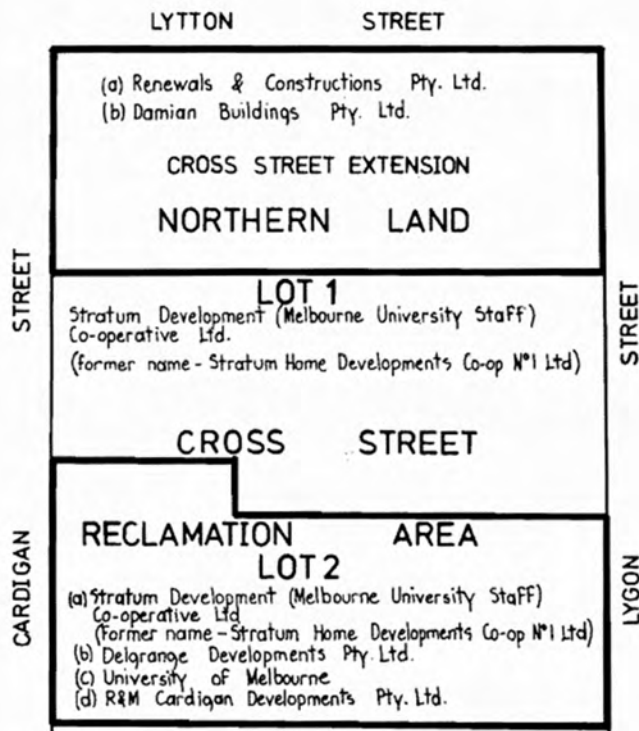 LYTTON STREET
(a) Renewals & Constructions Pty. Ltd.
(b) Damian Buildings Pty. Ltd.
CROSS STREET EXTENSION
NORTHERN LAND
STREET
STREET
LOT 1
Stratum Development (Melbourne University Staff)
Co-operative Ltd.
(former name - Stratum Home Developments Co-op Nº1 Ltd)
CROSS STREET
CARDIGAN
LYGON
RECLAMATION AREA
LOT 2
(a) Stratum Development (Melbourne University Staff)
Co-operative Ltd
(Former name - Stratum Home Developments Co-op Nº1 Ltd)
(b) Delgrange Developments Pty. Ltd.
(c) University of Melbourne
(d) R&M Cardigan Developments Pty. Ltd.